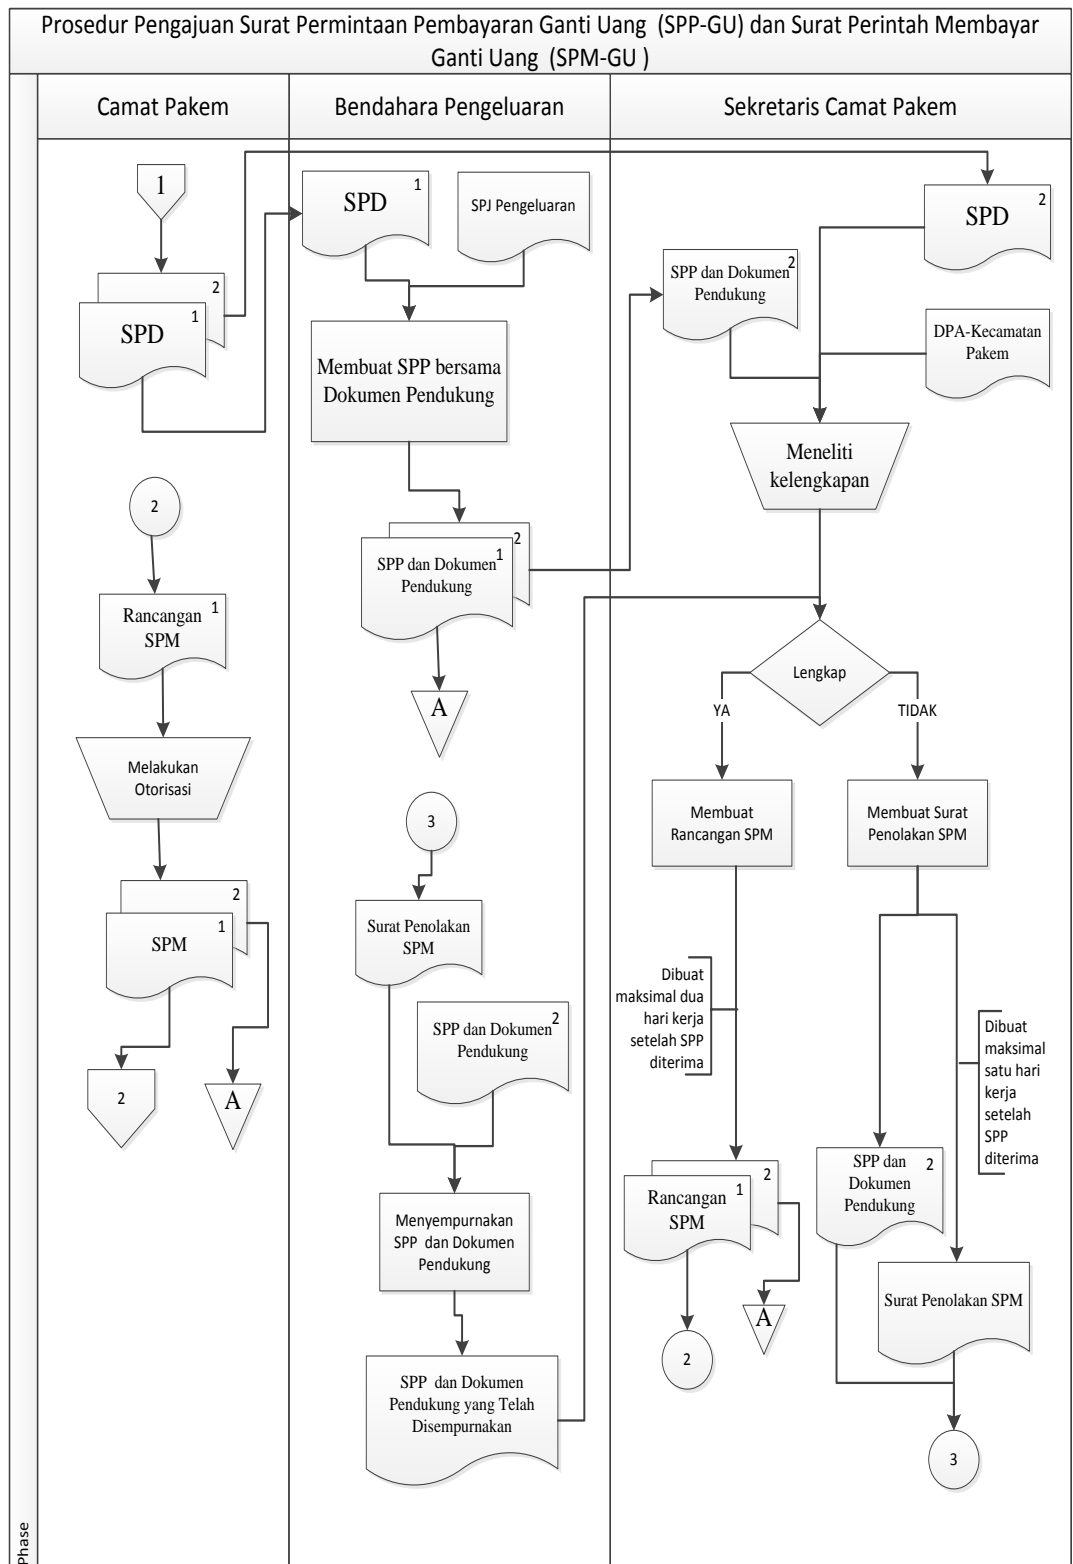 Prosedur Pengajuan Surat Permintaan Pembayaran Ganti Uang (SPP-GU) dan Surat Perintah Membayar
Ganti Uang (SPM-GU )
Phase
Camat Pakem
1
2
SPD
1
2
Rancangan
SPM
1
Melakukan
Otorisasi
2
SPM
1
2
A
Bendahara Pengeluaran
SPD
1
SPJ Pengeluaran
Membuat SPP bersama
Dokumen Pendukung
2
SPP dan Dokumen
Pendukung
1
A
3
Surat Penolakan
SPM
SPP dan Dokumen
Pendukung
2
Menyempurnakan
SPP dan Dokumen
Pendukung
SPP dan Dokumen
Pendukung yang Telah
Disempurnakan
Sekretaris Camat Pakem
SPD
2
SPP dan Dokumen
Pendukung
2
DPA-Kecamatan
Pakem
Meneliti
kelengkapan
Lengkap
YA
TIDAK
Membuat
Rancangan SPM
Membuat Surat
Penolakan SPM
Dibuat
maksimal dua
hari kerja
setelah SPP
diterima
Dibuat
maksimal
satu hari
kerja
setelah
SPP
diterima
2
Rancangan
SPM
1
A
2
SPP dan
Dokumen
Pendukung
2
Surat Penolakan SPM
3